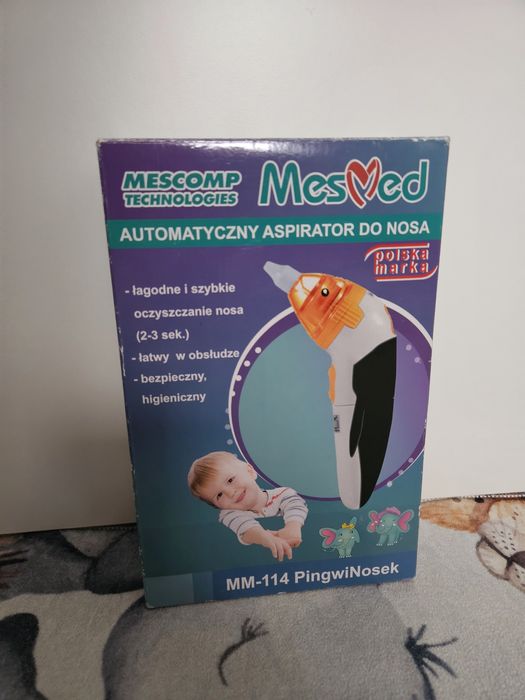 MESCOMP
TECHNOLOGIES
MesMed
AUTOMATYCZNY ASPIRATOR DO NOSA
polska
marka
- łagodne i szybkie
oczyszczanie nosa
(2-3 sek.)
- łatwy w obsłudze
- bezpieczny,
higieniczny
MM-114 PingwiNosek